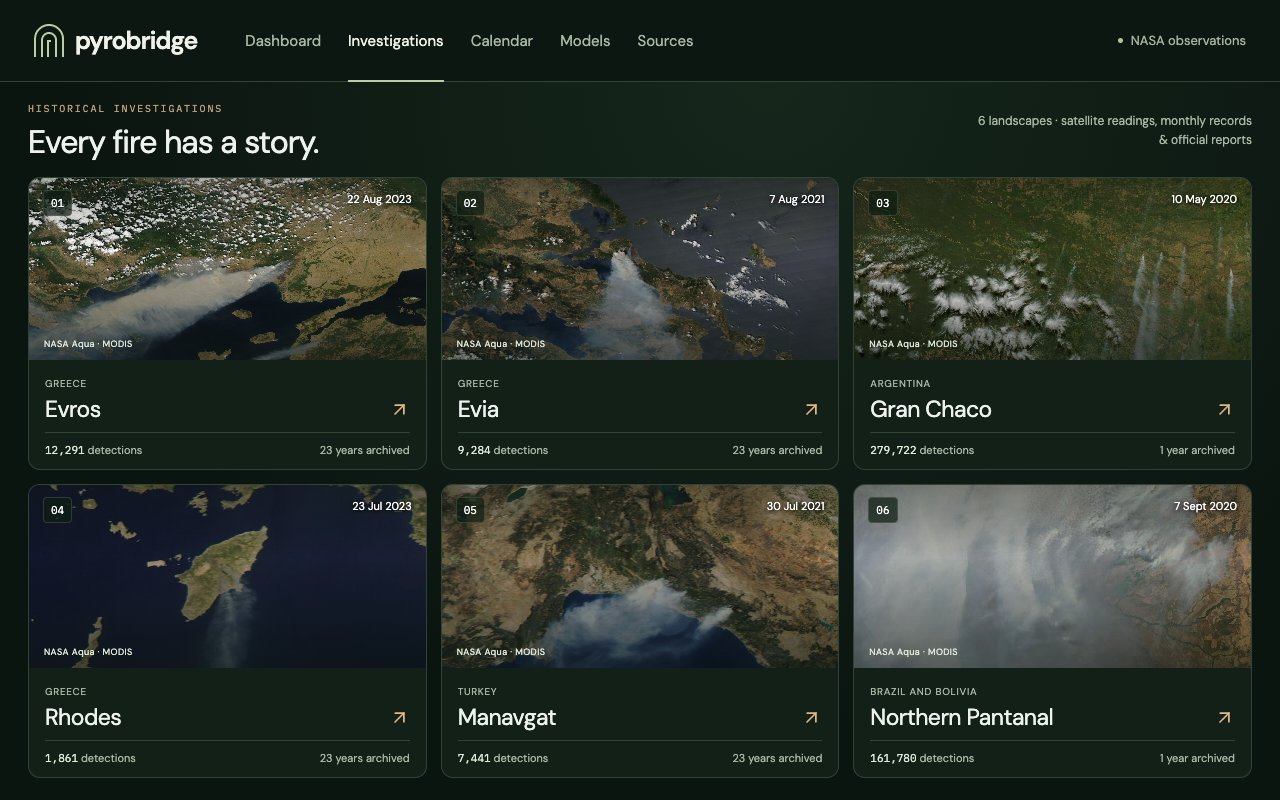 pyrobridge
Dashboard
Investigations
Calendar
Models
Sources
NASA observations
HISTORICAL INVESTIGATIONS
Every fire has a story.
6 landscapes · satellite readings, monthly records
& official reports
01
22 Aug 2023
NASA Aqua · MODIS
GREECE
Evros
12,291 detections
23 years archived
02
7 Aug 2021
NASA Aqua · MODIS
GREECE
Evia
9,284 detections
23 years archived
03
10 May 2020
NASA Aqua · MODIS
ARGENTINA
Gran Chaco
279,722 detections
1 year archived
04
23 Jul 2023
NASA Aqua · MODIS
GREECE
Rhodes
1,861 detections
23 years archived
05
30 Jul 2021
NASA Aqua · MODIS
TURKEY
Manavgat
7,441 detections
23 years archived
06
7 Sept 2020
NASA Aqua · MODIS
BRAZIL AND BOLIVIA
Northern Pantanal
161,780 detections
1 year archived